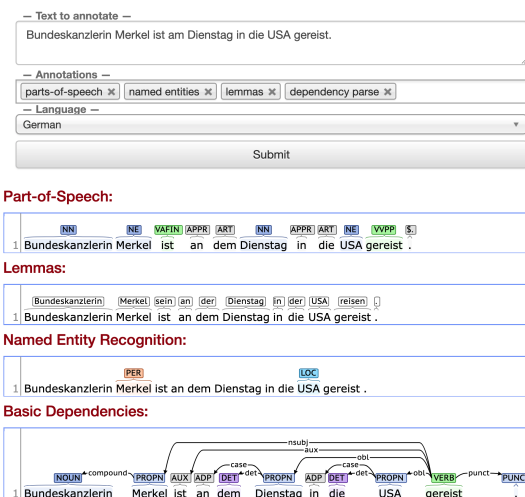 — Text to annotate —
Bundeskanzlerin Merkel ist am Dienstag in die USA gereist.
— Annotations —
parts-of-speech × named entities × lemmas × dependency parse ×
— Language —
German
Submit
Part-of-Speech:
NN NE VAFIN APPR ART NN APPR ART NE VVPP $.
1 Bundeskanzlerin Merkel ist an dem Dienstag in die USA gereist .
Lemmas:
Bundeskanzlerin Merkel sein an der Dienstag in der USA reisen .
1 Bundeskanzlerin Merkel ist an dem Dienstag in die USA gereist .
Named Entity Recognition:
PER LOC
1 Bundeskanzlerin Merkel ist an dem Dienstag in die USA gereist .
Basic Dependencies:
nsubj
aux
obl
case case
compound det det obl punct
NOUN PROPN AUX ADP DET PROPN ADP DET PROPN VERB PUNC
1 Bundeskanzlerin Merkel ist an dem Dienstag in die USA gereist .